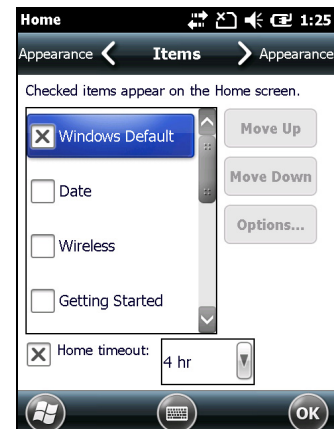 Home 1:25
Appearance Items Appearance
Checked items appear on the Home screen.
Windows Default
Date
Wireless
Getting Started
Move Up
Move Down
Options...
Home timeout: 4 hr
OK